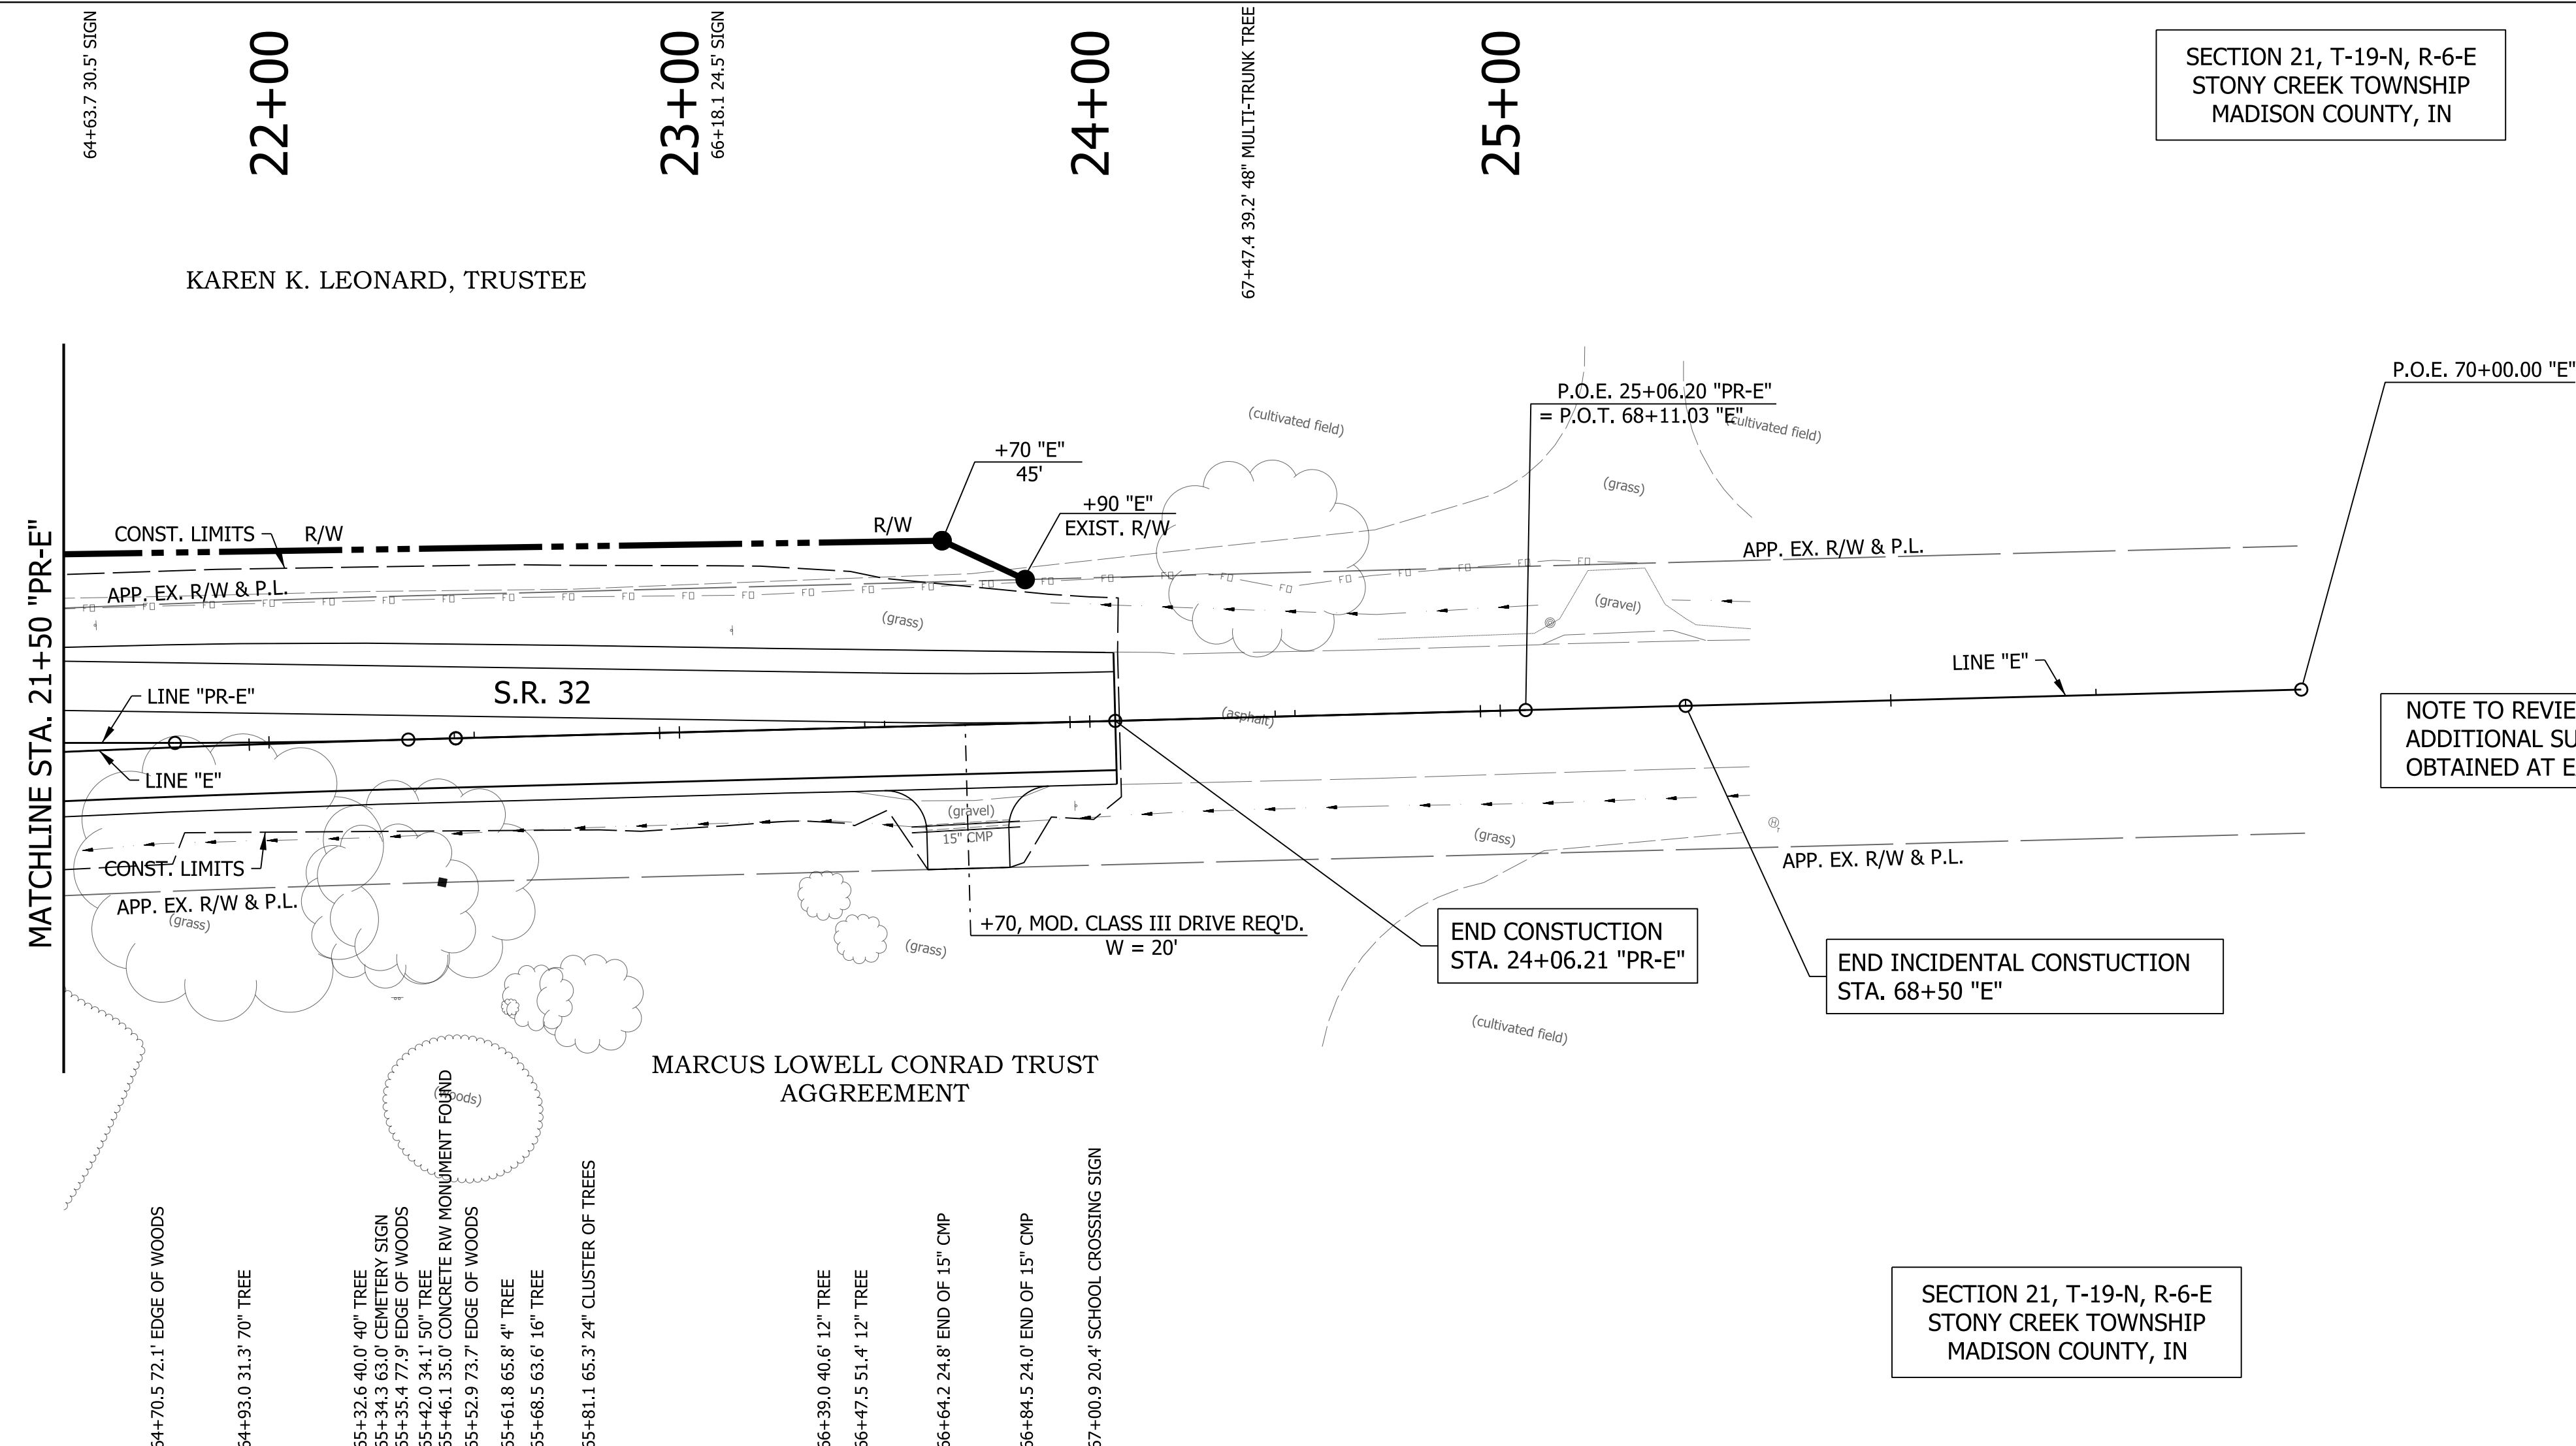 64+63.7 30.5' SIGN
22+00
23+00
66+18.1 24.5' SIGN
24+00
67+47.4 39.2' 48" MULTI-TRUNK TREE
25+00
SECTION 21, T-19-N, R-6-E
STONY CREEK TOWNSHIP
MADISON COUNTY, IN
KAREN K. LEONARD, TRUSTEE
P.O.E. 70+00.00 "E"
P.O.E. 25+06.20 "PR-E"
= P.O.T. 68+11.03 "E"
(cultivated field)
(cultivated field)
+70 "E"
45'
(grass)
+90 "E"
EXIST. R/W
CONST. LIMITS
R/W
R/W
APP. EX. R/W & P.L.
APP. EX. R/W & P.L.
(gravel)
(grass)
MATCHLINE STA. 21+50 "PR-E"
LINE "E"
LINE "PR-E"
S.R. 32
(asphalt)
NOTE TO REVIE
ADDITIONAL SU
OBTAINED AT E
LINE "E"
(gravel)
15" CMP
(grass)
CONST. LIMITS
APP. EX. R/W & P.L.
APP. EX. R/W & P.L.
(grass)
+70, MOD. CLASS III DRIVE REQ'D.
W = 20'
(grass)
END CONSTUCTION
STA. 24+06.21 "PR-E"
END INCIDENTAL CONSTUCTION
STA. 68+50 "E"
(cultivated field)
MARCUS LOWELL CONRAD TRUST
AGGREEMENT
(woods)
64+70.5 72.1' EDGE OF WOODS
64+93.0 31.3' 70" TREE
65+32.6 40.0' 40" TREE
65+34.3 63.0' CEMETERY SIGN
65+35.4 77.9' EDGE OF WOODS
65+42.0 34.1' 50" TREE
65+46.1 35.0' CONCRETE RW MONUMENT FOUND
65+52.9 73.7' EDGE OF WOODS
65+61.8 65.8' 4" TREE
65+68.5 63.6' 16" TREE
65+81.1 65.3' 24" CLUSTER OF TREES
66+39.0 40.6' 12" TREE
66+47.5 51.4' 12" TREE
66+64.2 24.8' END OF 15" CMP
66+84.5 24.0' END OF 15" CMP
67+00.9 20.4' SCHOOL CROSSING SIGN
SECTION 21, T-19-N, R-6-E
STONY CREEK TOWNSHIP
MADISON COUNTY, IN